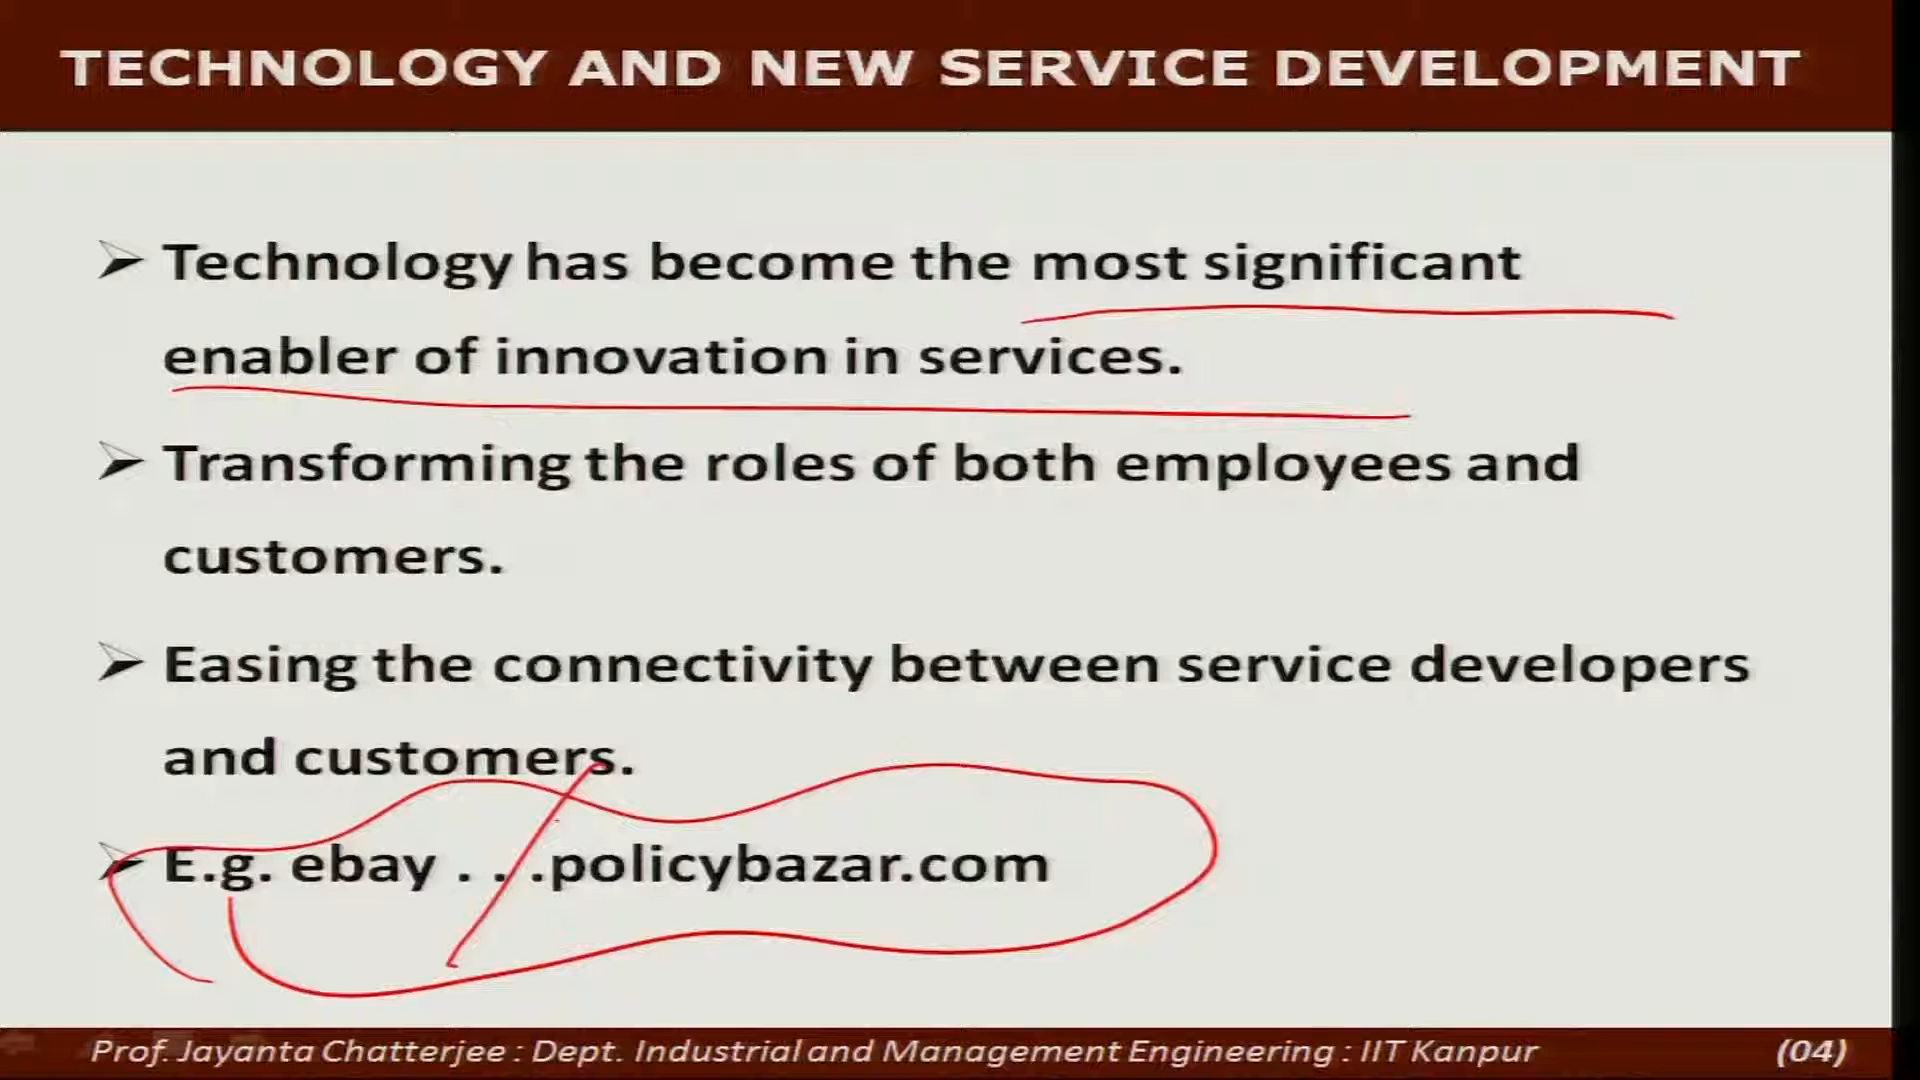 TECHNOLOGY AND NEW SERVICE DEVELOPMENT
Technology has become the most significant
enabler of innovation in services.
Transforming the roles of both employees and
customers.
Easing the connectivity between service developers
and customers.
E.g. ebay . . .policybazar.com
Prof. Jayanta Chatterjee : Dept. Industrial and Management Engineering : IIT Kanpur (04)